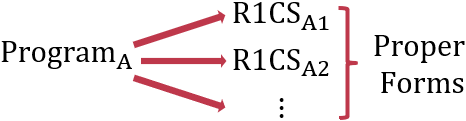 R1CS_A1
Program_A R1CS_A2 Proper
Forms
⋮